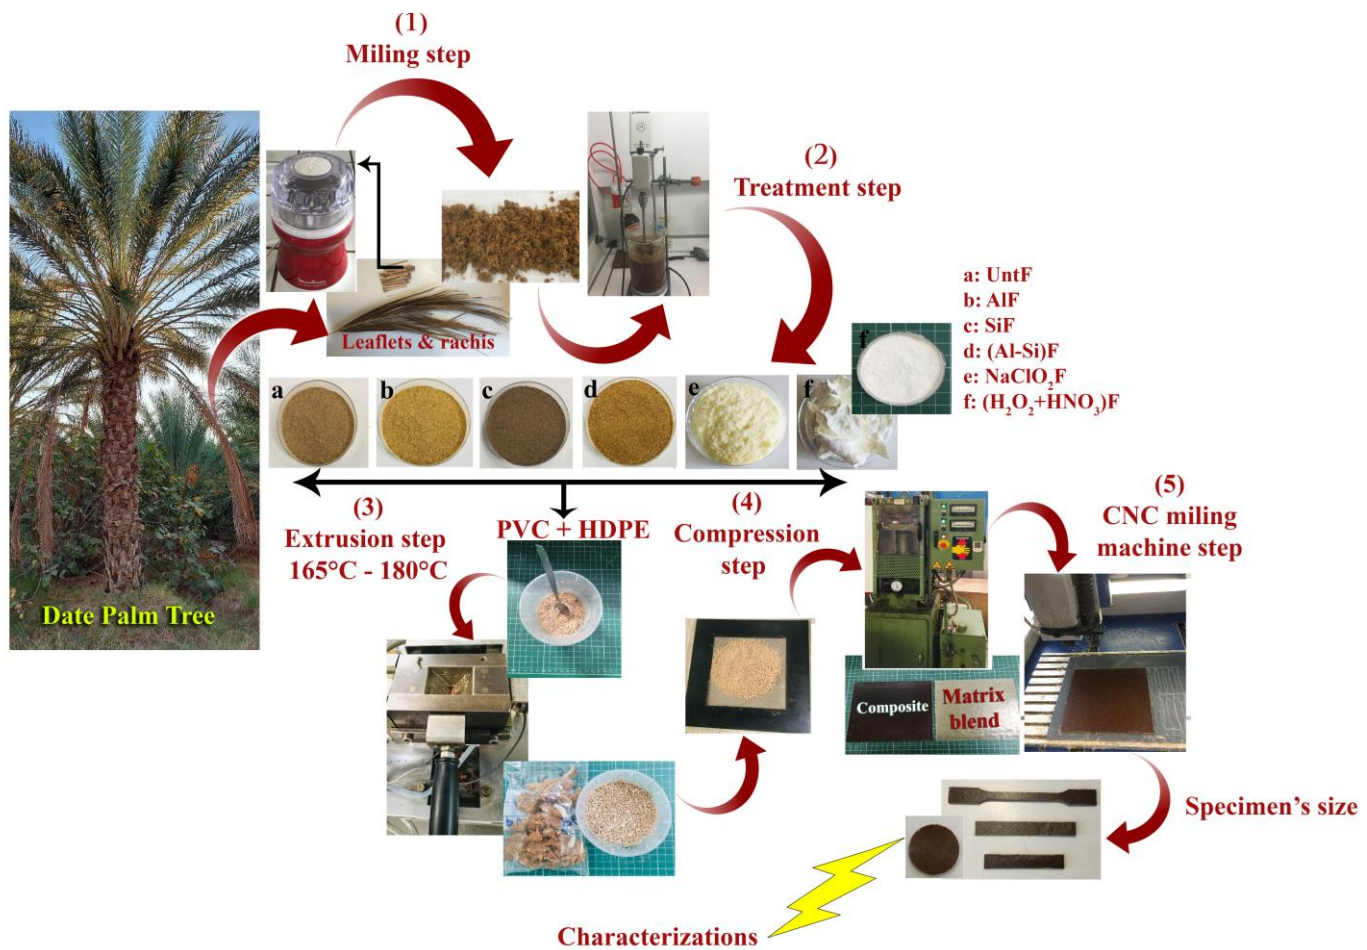 (1)
Miling step
(2)
Treatment step
Leaflets & rachis
a: UntF
b: AlF
c: SiF
d: (Al-Si)F
e: NaClO₂F
f: (H₂O₂+HNO₃)F
a
b
c
d
e
f
f
(3)
Extrusion step
165°C - 180°C
PVC + HDPE
(4)
Compression
step
(5)
CNC miling
machine step
Date Palm Tree
Composite
Matrix
blend
Specimen's size
Characterizations